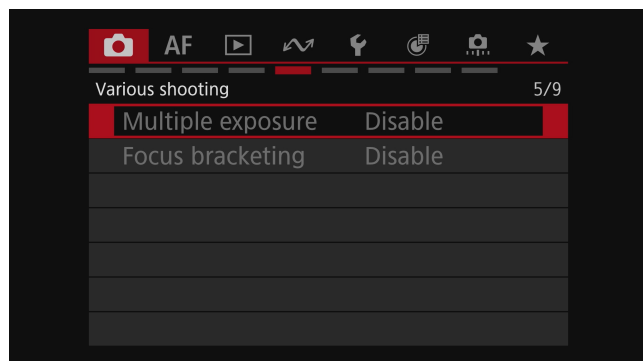 AF
Various shooting 5/9
Multiple exposure Disable
Focus bracketing Disable